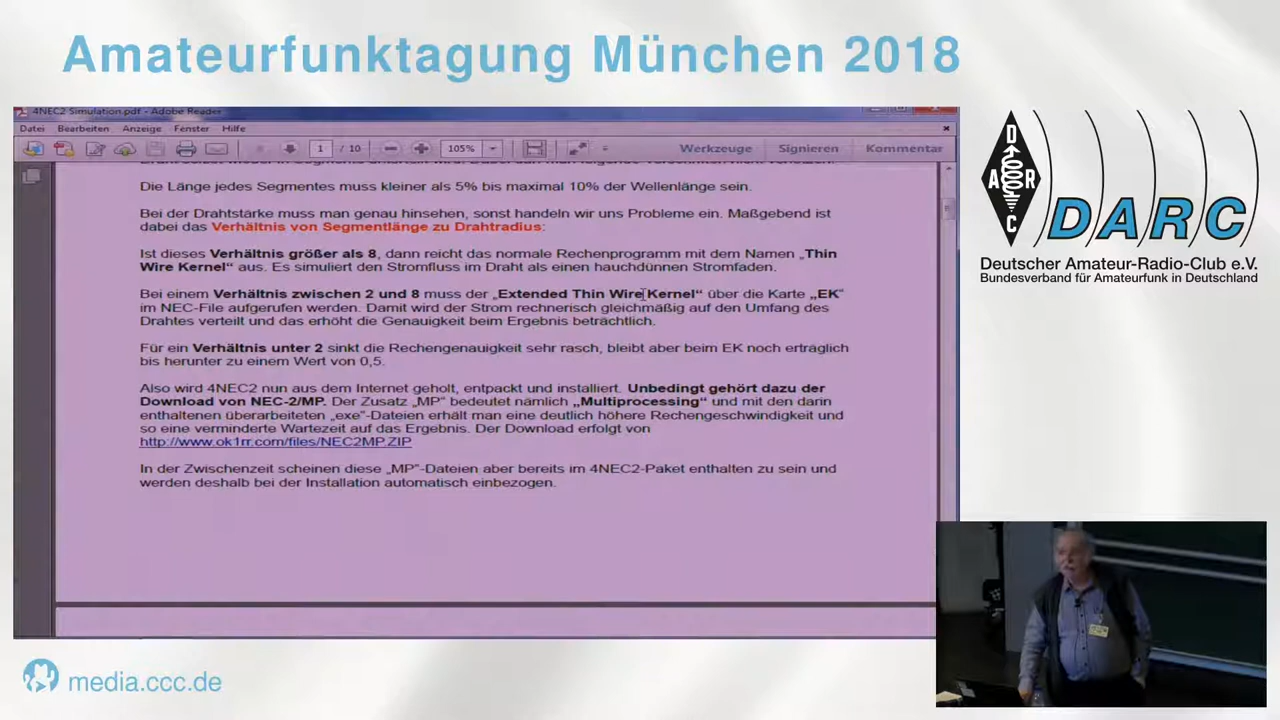 Amateurfunktagung München 2018
4NEC2 Simulation.pdf - Adobe Reader
Datei Bearbeiten Anzeige Fenster Hilfe
1 / 10 105% Werkzeuge Signieren Kommentar
Die Länge jedes Segmentes muss kleiner als 5% bis maximal 10% der Wellenlänge sein.
Bei der Drahtstärke muss man genau hinsehen, sonst handeln wir uns Probleme ein. Maßgebend ist
dabei das Verhältnis von Segmentlänge zu Drahtradius:
Ist dieses Verhältnis größer als 8, dann reicht das normale Rechenprogramm mit dem Namen „Thin
Wire Kernel“ aus. Es simuliert den Stromfluss im Draht als einen hauchdünnen Stromfaden.
Bei einem Verhältnis zwischen 2 und 8 muss der „Extended Thin Wire Kernel“ über die Karte „EK“
im NEC-File aufgerufen werden. Damit wird der Strom rechnerisch gleichmäßig auf den Umfang des
Drahtes verteilt und das erhöht die Genauigkeit beim Ergebnis beträchtlich.
Für ein Verhältnis unter 2 sinkt die Rechengenauigkeit sehr rasch, bleibt aber beim EK noch erträglich
bis herunter zu einem Wert von 0,5.
Also wird 4NEC2 nun aus dem Internet geholt, entpackt und installiert. Unbedingt gehört dazu der
Download von NEC-2/MP. Der Zusatz „MP“ bedeutet nämlich „Multiprocessing“ und mit den darin
enthaltenen überarbeiteten „exe“-Dateien erhält man eine deutlich höhere Rechengeschwindigkeit und
so eine verminderte Wartezeit auf das Ergebnis. Der Download erfolgt von
http://www.ok1rr.com/files/NEC2MP.ZIP
In der Zwischenzeit scheinen diese „MP“-Dateien aber bereits im 4NEC2-Paket enthalten zu sein und
werden deshalb bei der Installation automatisch einbezogen.
D
A R
C
DARC
Deutscher Amateur-Radio-Club e.V.
Bundesverband für Amateurfunk in Deutschland
media.ccc.de